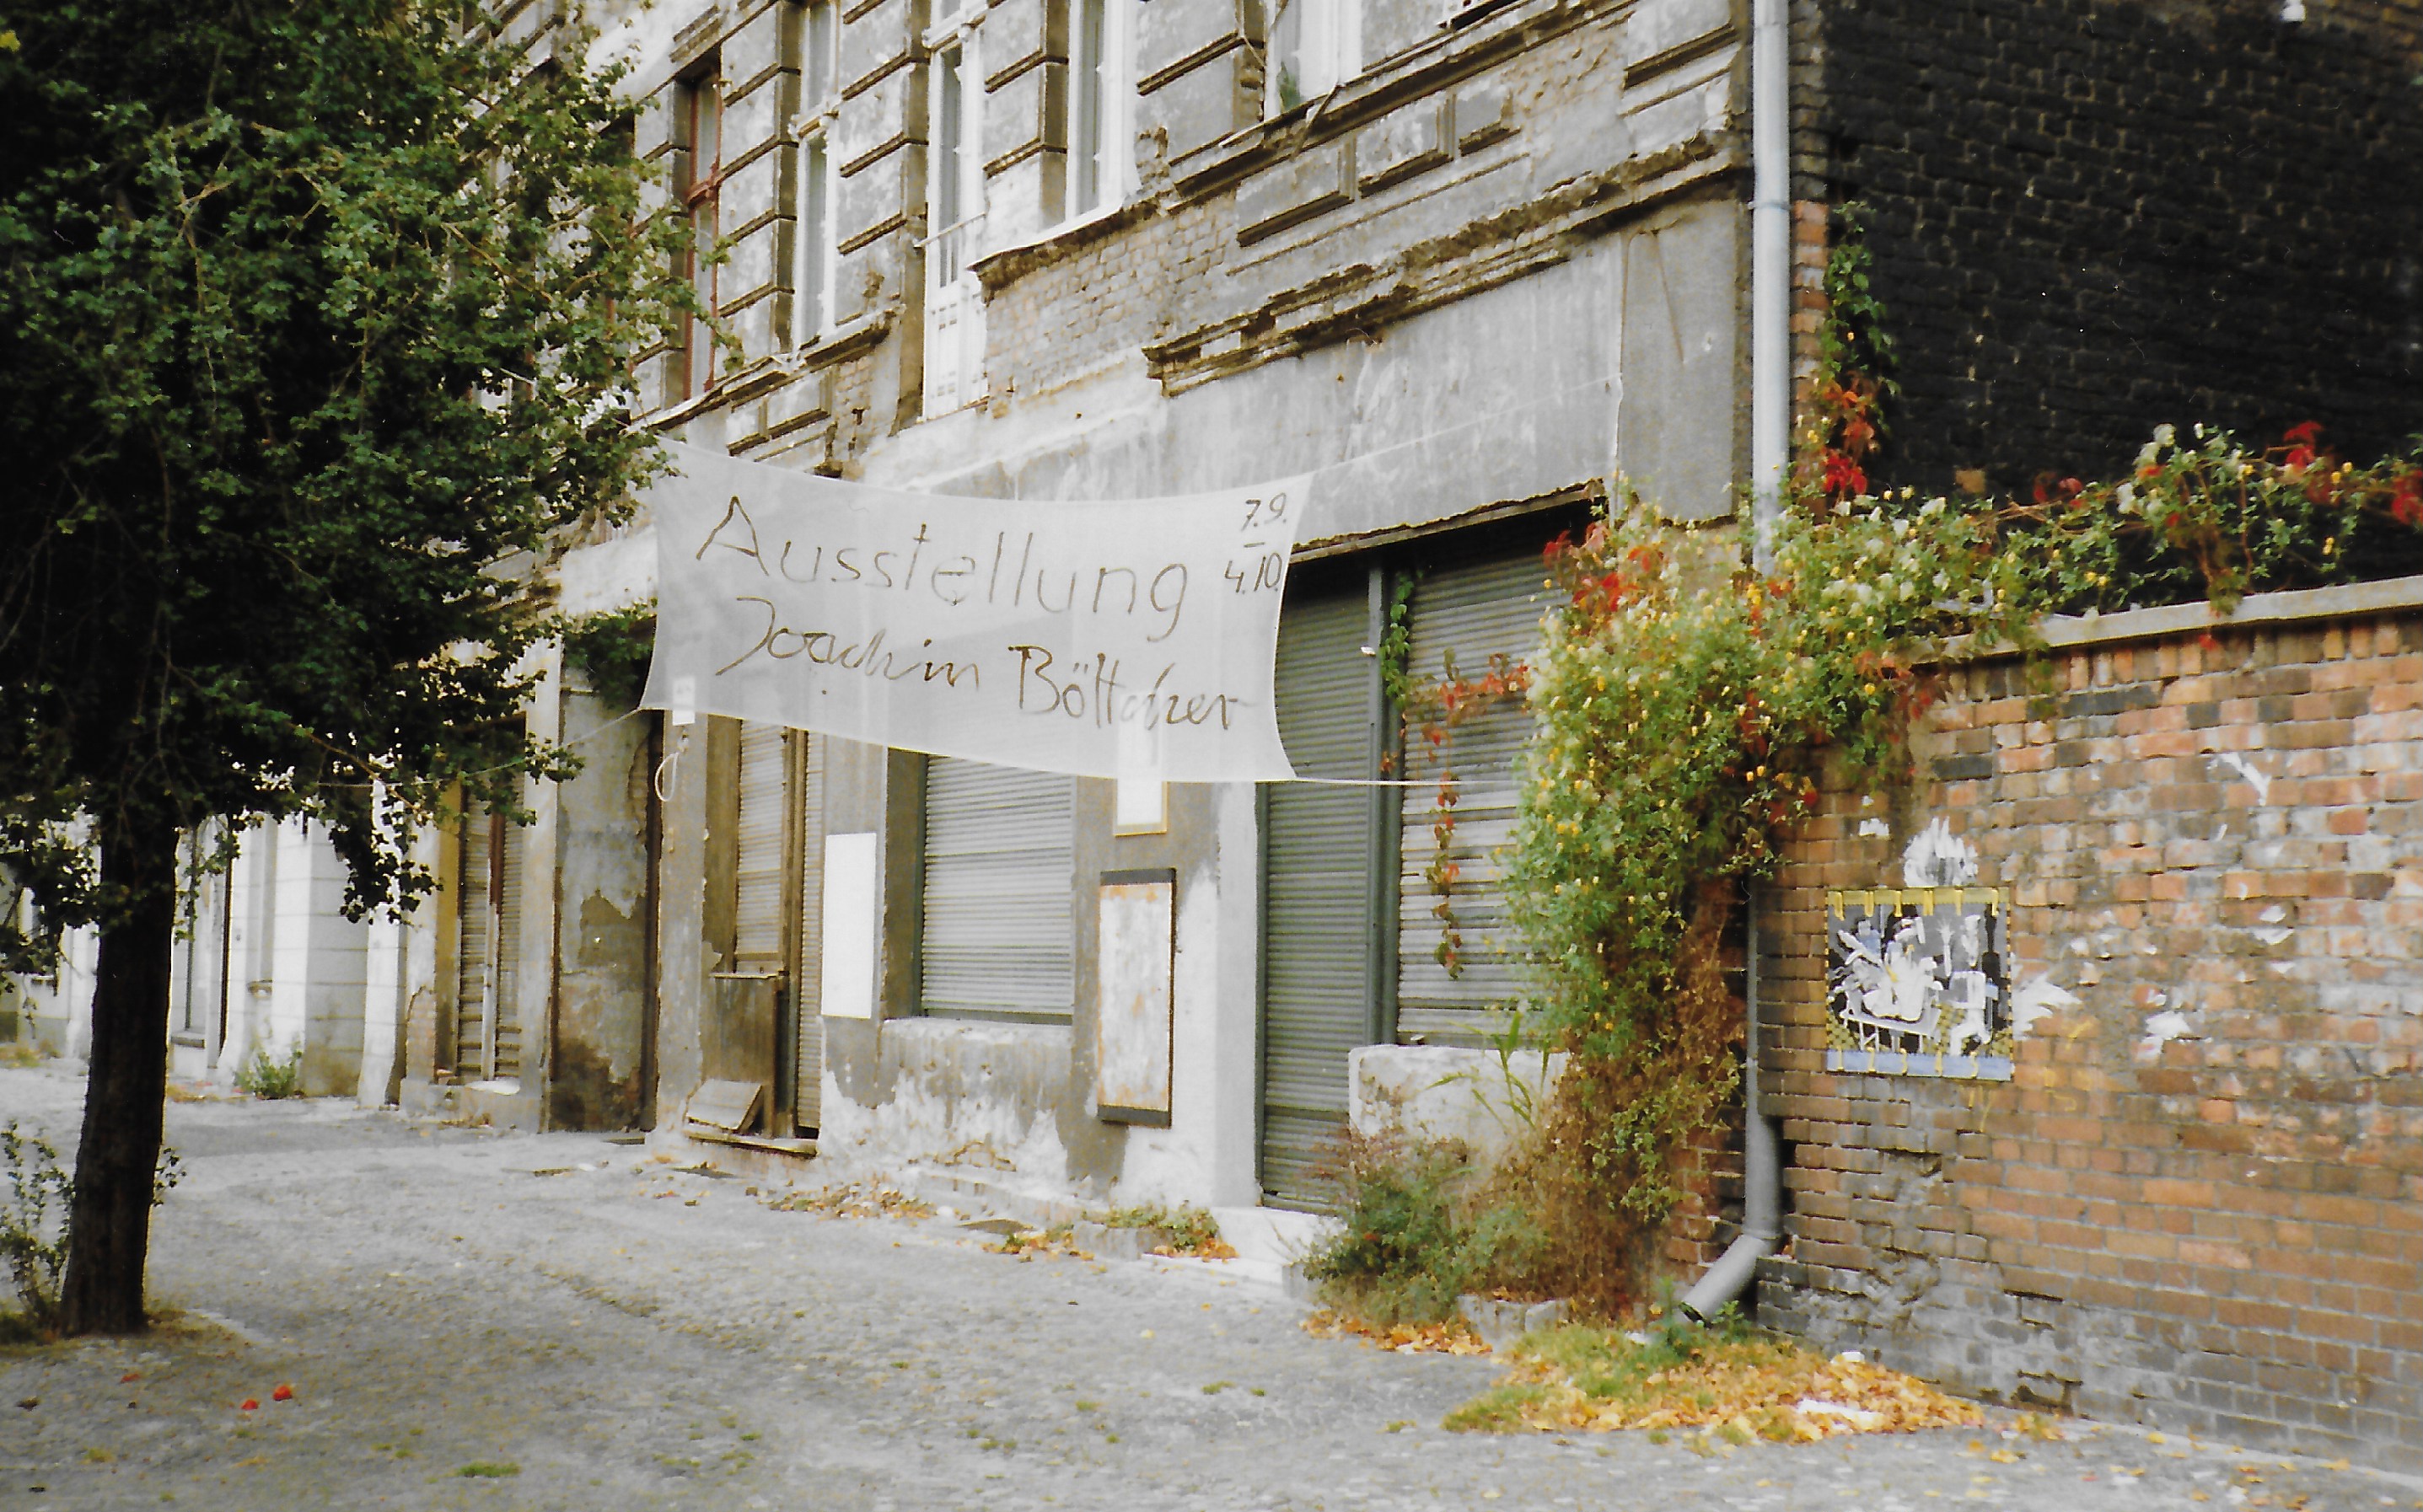 Ausstellung
7.9.
–
4.10.
Joachim Böttcher